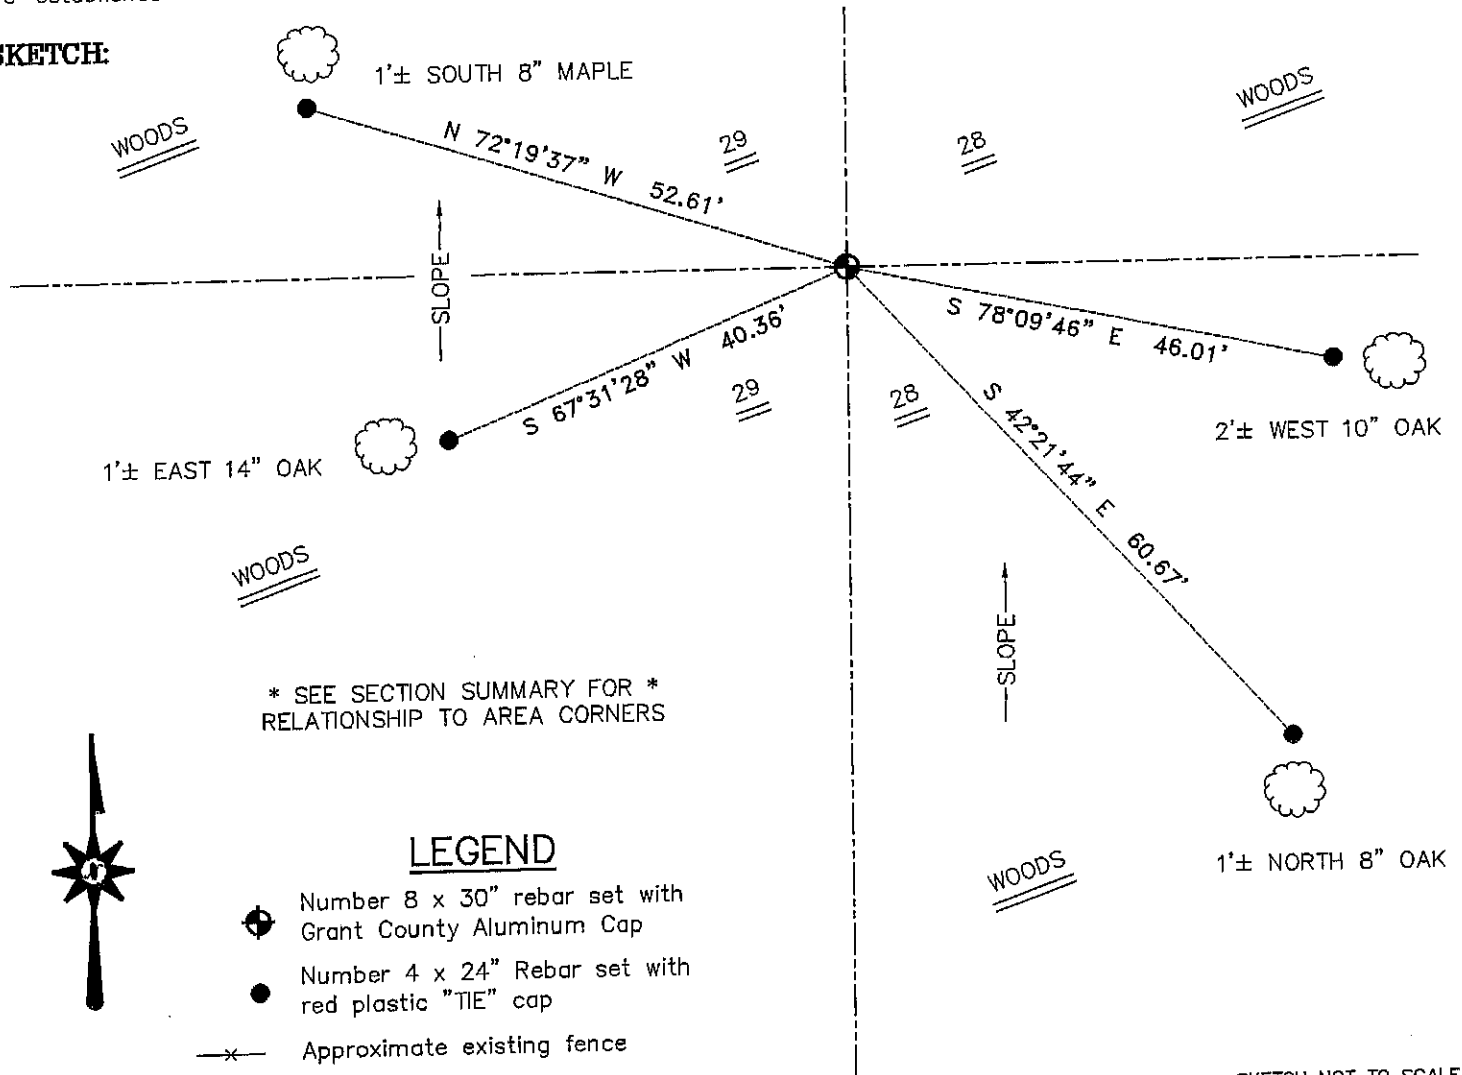 SKETCH:
1'± SOUTH 8" MAPLE
WOODS
WOODS
N 72°19'37" W 52.61'
29
28
SLOPE
S 67°31'28" W 40.36'
S 78°09'46" E 46.01'
29
28
S 42°21'44" E 60.67'
2'± WEST 10" OAK
1'± EAST 14" OAK
WOODS
SLOPE
* SEE SECTION SUMMARY FOR *
RELATIONSHIP TO AREA CORNERS
N
1'± NORTH 8" OAK
WOODS
LEGEND
Number 8 x 30" rebar set with
Grant County Aluminum Cap
Number 4 x 24" Rebar set with
red plastic "TIE" cap
Approximate existing fence
SKETCH NOT TO SCALE